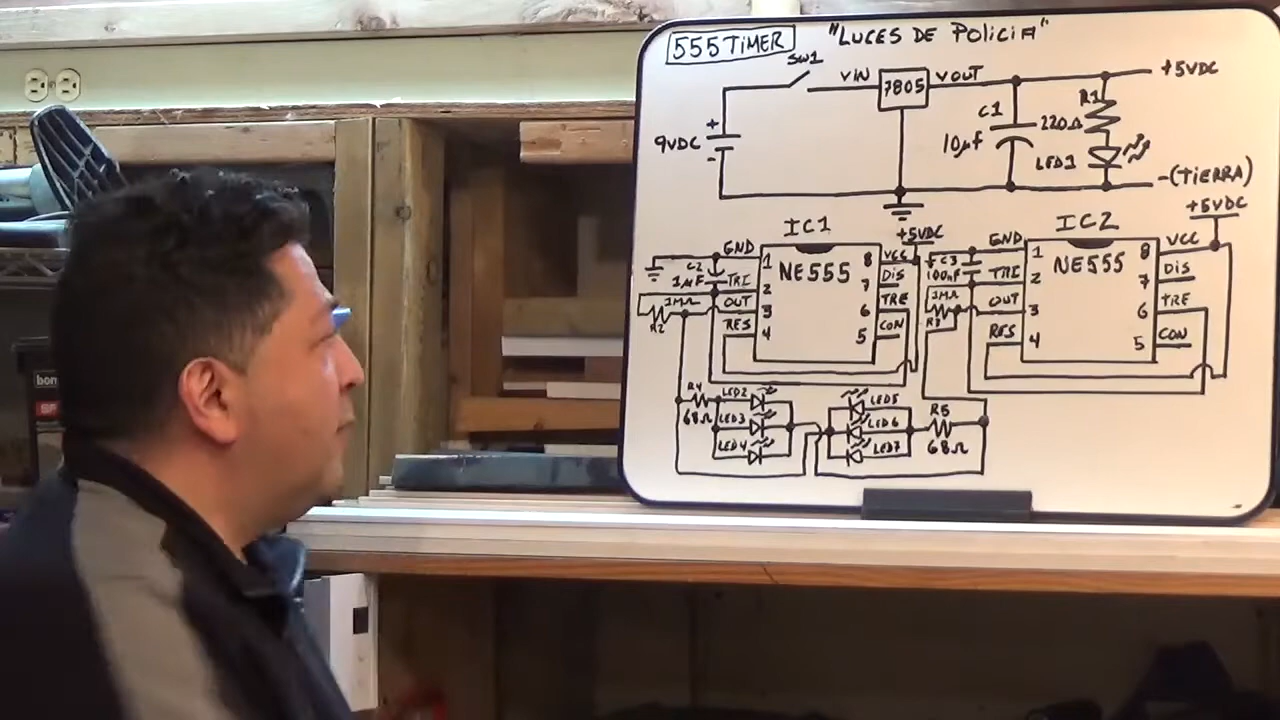 555 TIMER "LUCES DE POLICIA"
SW1
VIN 7805 VOUT +5VDC
9VDC + -
C1 10µf
R1 220Ω
LED1
-(TIERRA)
IC1
GND 1 8 VCC +5VDC
C2 1µF TRI 2 7 DIS
NE555
1MΩ R2 OUT 3 6 TRE
RES 4 5 CON
IC2
GND 1 8 VCC +5VDC
C3 100nF TRI 2 7 DIS
NE555
1MΩ R3 OUT 3 6 TRE
RES 4 5 CON
R4 68Ω
LED2
LED3
LED4
LED5
LED6
LED7
R5 68Ω
bon